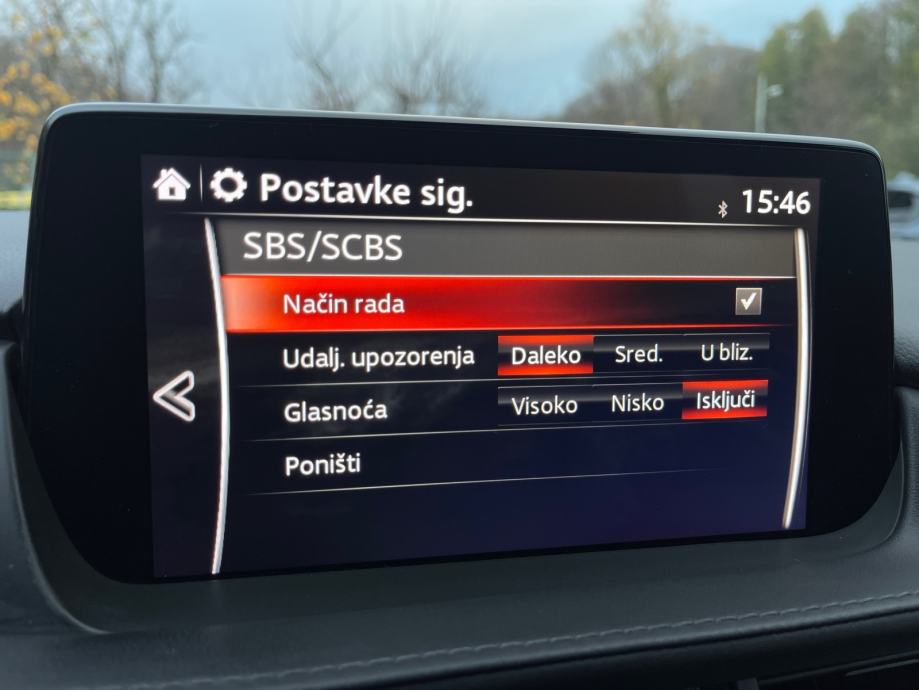 Postavke sig. 15:46
SBS/SCBS
Način rada
Udalj. upozorenja Daleko Sred. U bliz.
Glasnoća Visoko Nisko Isključi
Poništi